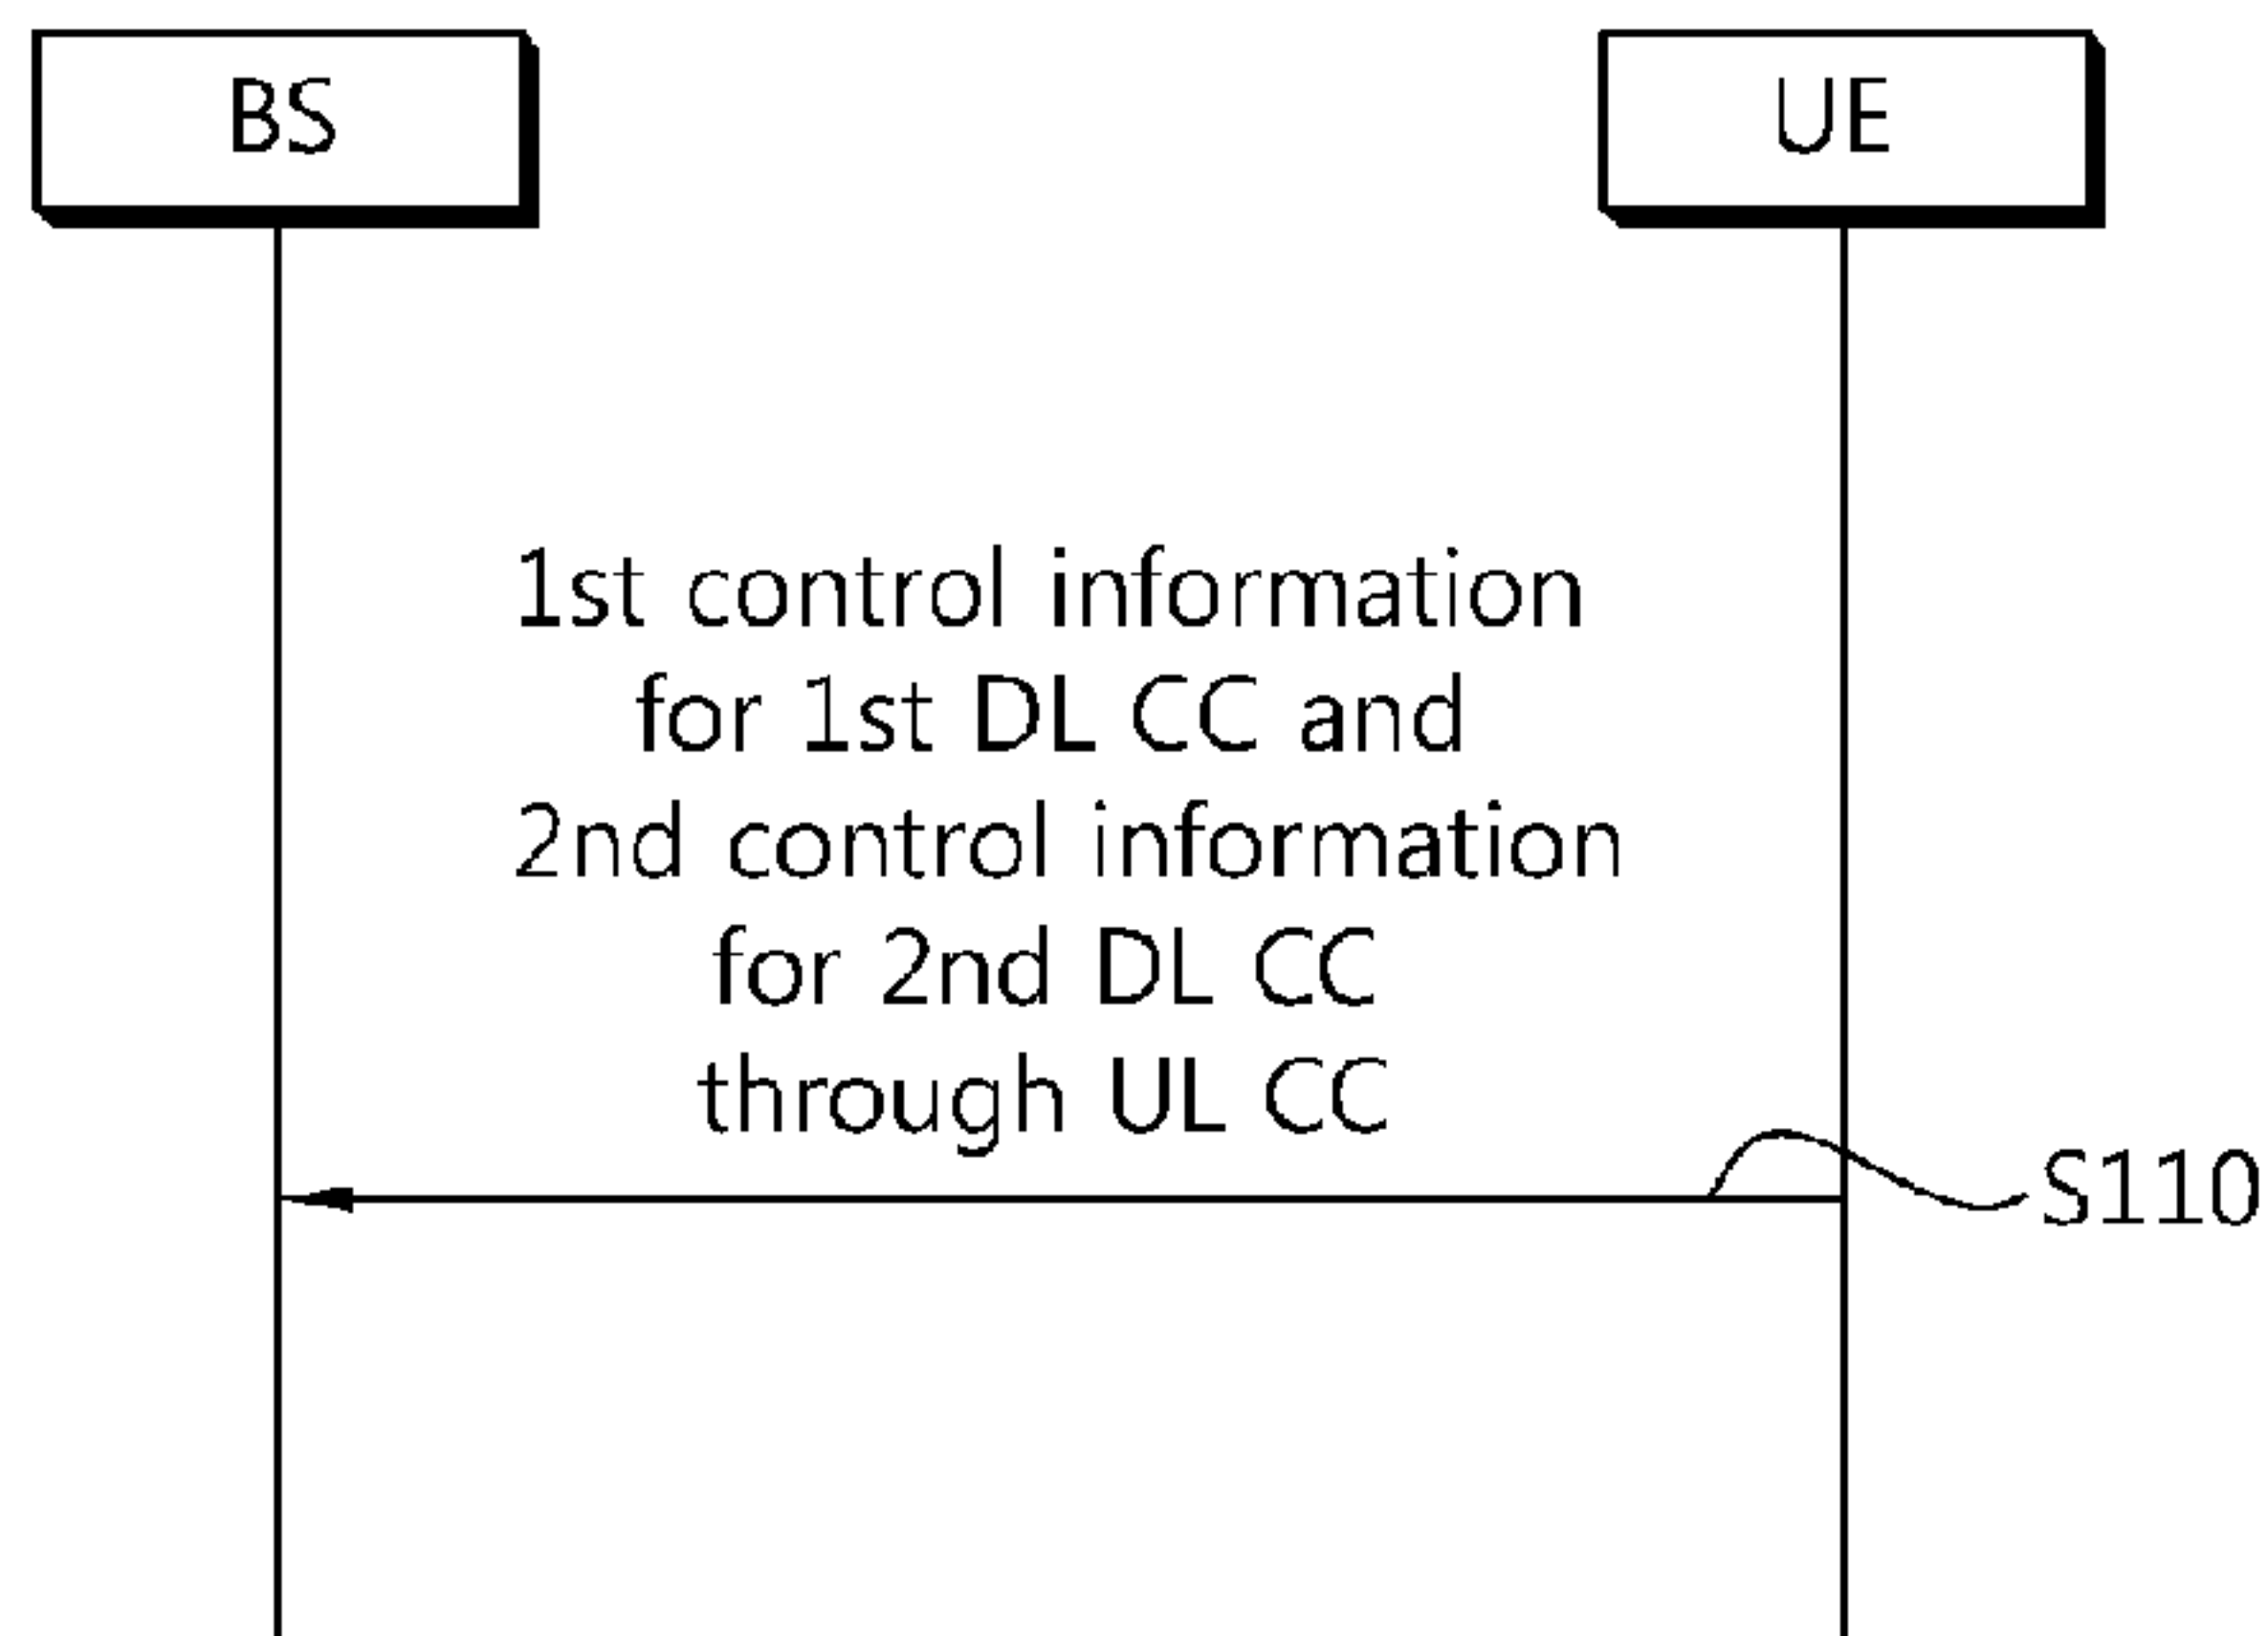 BS
UE
1st control information
for 1st DL CC and
2nd control information
for 2nd DL CC
through UL CC
S110